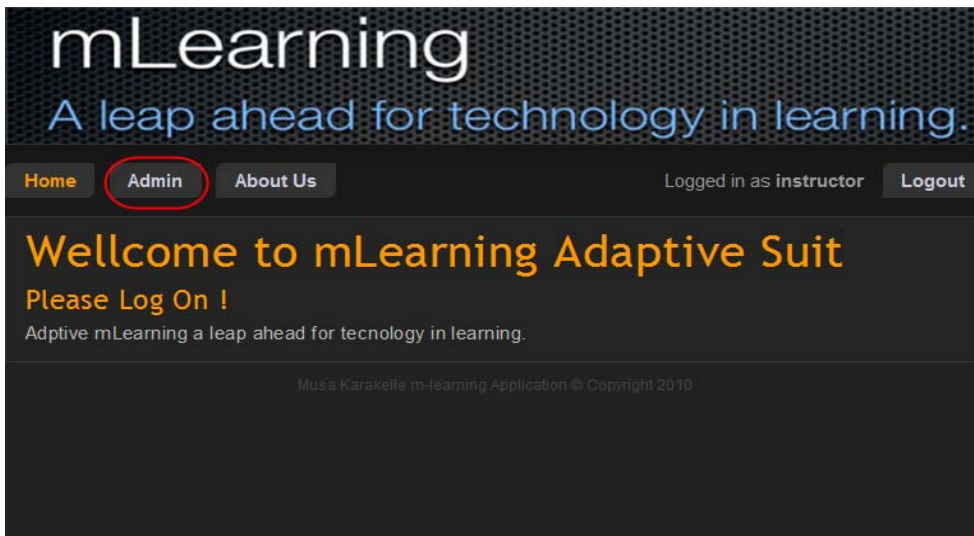 mLearning
A leap ahead for technology in learning.
Home Admin About Us Logged in as instructor Logout
Wellcome to mLearning Adaptive Suit
Please Log On !
Adptive mLearning a leap ahead for tecnology in learning.
Musa Karakelle m-learning Application © Copyright 2010